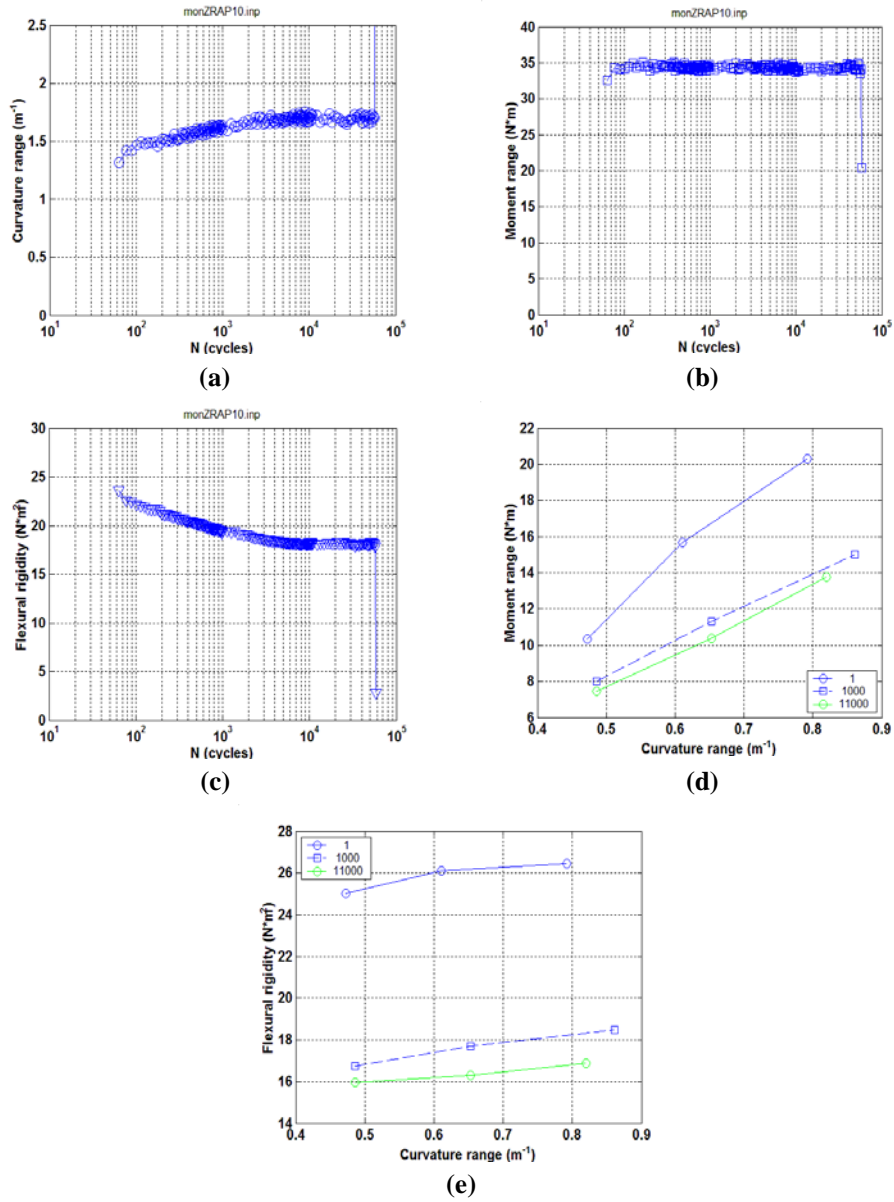 monZRAP10.inp
2.5
2
1.5
1
0.5
0
Curvature range (m⁻¹)
10¹ 10² 10³ 10⁴ 10⁵
N (cycles)
(a)
monZRAP10.inp
40
35
30
25
20
15
10
5
0
Moment range (N*m)
10¹ 10² 10³ 10⁴ 10⁵
N (cycles)
(b)
monZRAP10.inp
30
25
20
15
10
5
0
Flexural rigidity (N*m²)
10¹ 10² 10³ 10⁴ 10⁵
N (cycles)
(c)
22
20
18
16
14
12
10
8
6
Moment range (N*m)
1
1000
11000
0.4 0.5 0.6 0.7 0.8 0.9
Curvature range (m⁻¹)
(d)
28
26
24
22
20
18
16
14
Flexural rigidity (N*m²)
1
1000
11000
0.4 0.5 0.6 0.7 0.8 0.9
Curvature range (m⁻¹)
(e)